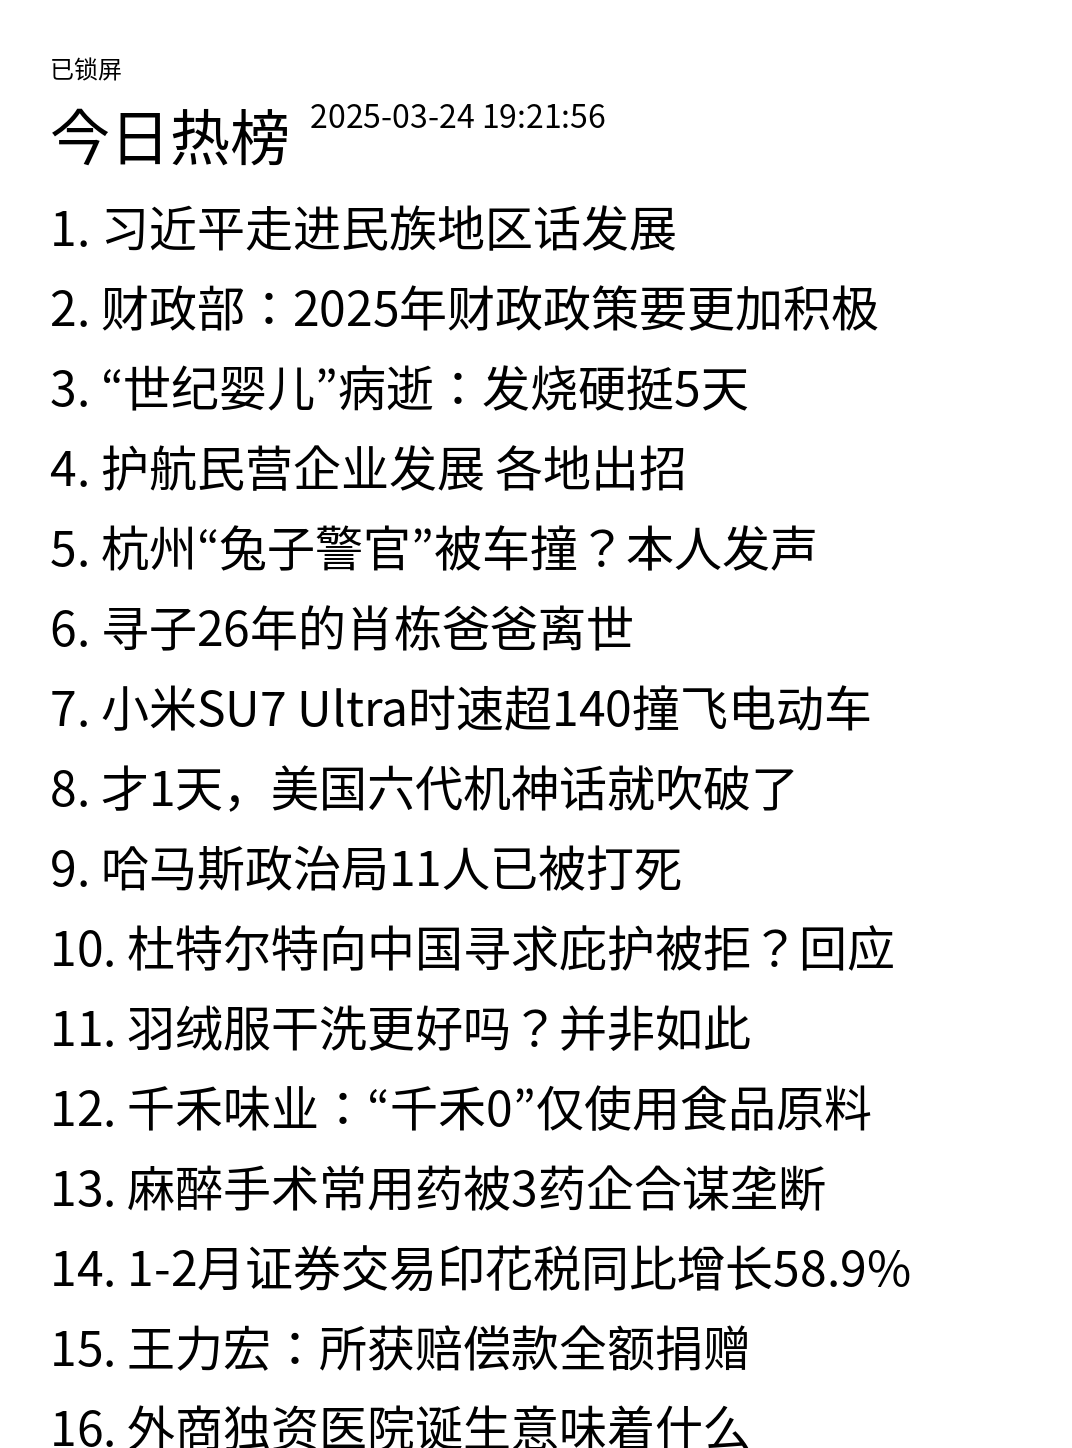 已锁屏
今日热榜 2025-03-24 19:21:56
1. 习近平走进民族地区话发展
2. 财政部：2025年财政政策要更加积极
3. “世纪婴儿”病逝：发烧硬挺5天
4. 护航民营企业发展 各地出招
5. 杭州“兔子警官”被车撞？本人发声
6. 寻子26年的肖栋爸爸离世
7. 小米SU7 Ultra时速超140撞飞电动车
8. 才1天，美国六代机神话就吹破了
9. 哈马斯政治局11人已被打死
10. 杜特尔特向中国寻求庇护被拒？回应
11. 羽绒服干洗更好吗？并非如此
12. 千禾味业：“千禾0”仅使用食品原料
13. 麻醉手术常用药被3药企合谋垄断
14. 1-2月证券交易印花税同比增长58.9%
15. 王力宏：所获赔偿款全额捐赠
16. 外商独资医院诞生意味着什么